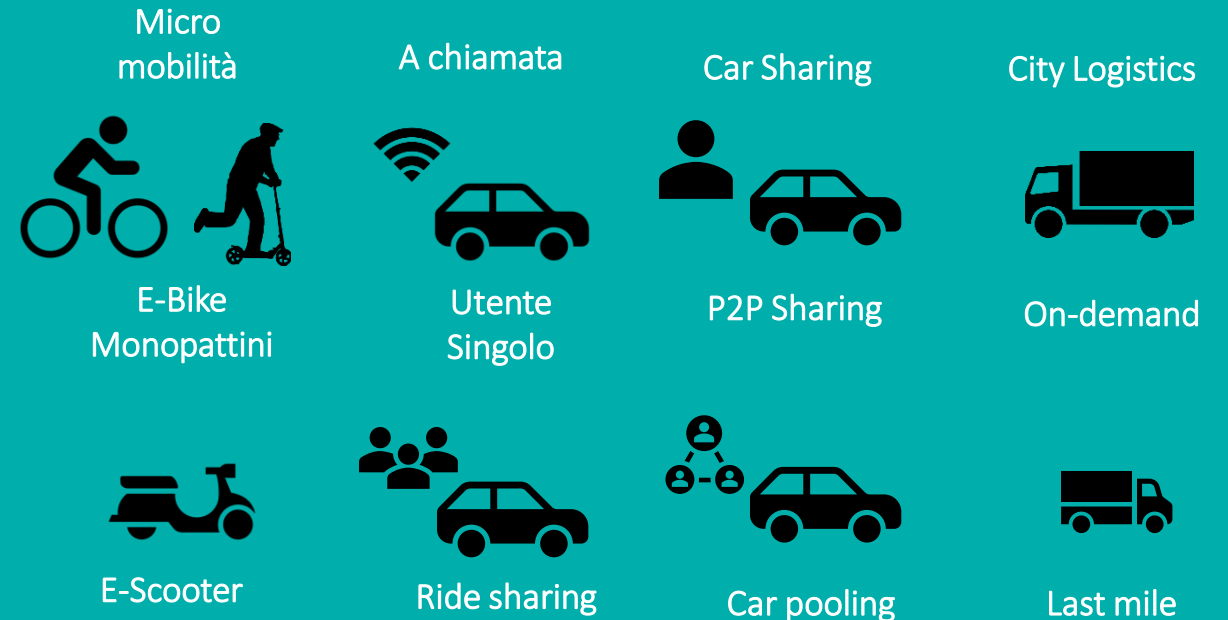 Micro
mobilità
A chiamata
Car Sharing
City Logistics
E-Bike
Monopattini
Utente
Singolo
P2P Sharing
On-demand
E-Scooter
Ride sharing
Car pooling
Last mile